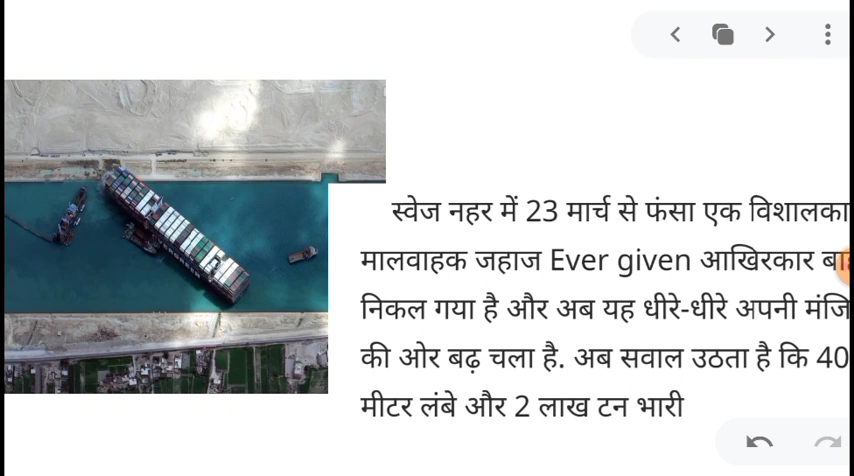 स्वेज नहर में 23 मार्च से फंसा एक
मालवाहक जहाज Ever given आखिरकार
निकल गया है और अब यह धीरे-धीरे अपनी
की ओर बढ़ चला है. अब सवाल उठता है कि
मीटर लंबे और 2 लाख टन भारी